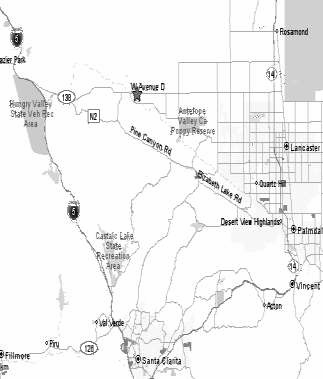 Rosamond
5
azier Park
14
W Avenue D
138
Hungry Valley
State Veh Rec
Area
N2
Antelope
Valley Ca
Poppy Reserve
Pine Canyon Rd
Lancaster
Elizabeth Lake Rd
Quartz Hill
5
Desert View Highlands
Palmdal
Castaic Lake
State
Recreation
Area
14
Vincent
Acton
Val Verde
Piru
126
Fillmore
Santa Clarita